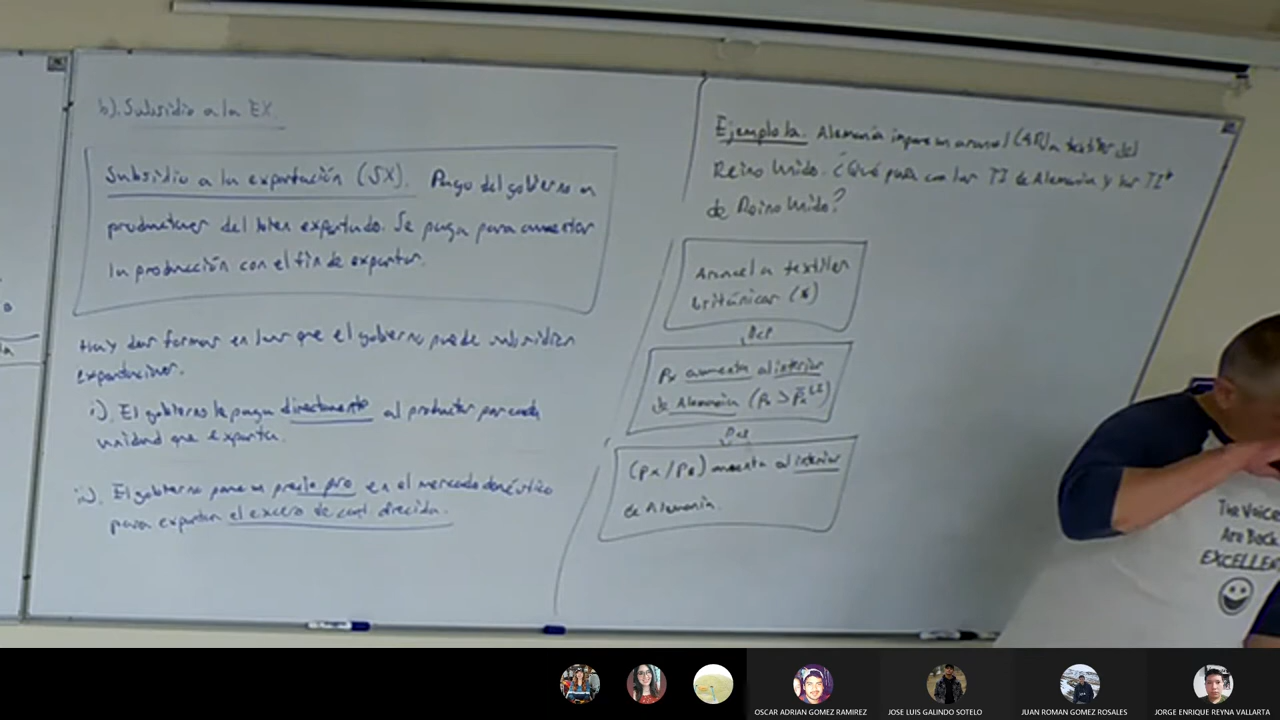 b). Subsidio a la EX.
Subsidio a la exportación (SX). Pago del gobierno a
productores del bien exportado. Se paga para aumentar
la producción con el fin de exportar.
Hay dos formas en las que el gobierno puede subsidiar
exportaciones.
i). El gobierno le paga directamente al productor por cada
unidad que exporta.
ii). El gobierno pone un precio piso en el mercado doméstico
para exportar el exceso de cant. ofrecida.
Ejemplo 1a. Alemania impone un arancel a textiles del
Reino Unido. ¿Qué pasa con los TI de Alemania y los TI*
de Reino Unido?
Arancel a textiles
británicos (x)
Px aumenta al interior
de Alemania
(Px/Pa) aumenta al interior
de Alemania.
The Voice
Are Back
EXCELLE
OSCAR ADRIAN GOMEZ RAMIREZ
JOSE LUIS GALINDO SOTELO
JUAN ROMAN GOMEZ ROSALES
JORGE ENRIQUE REYNA VALLARTA